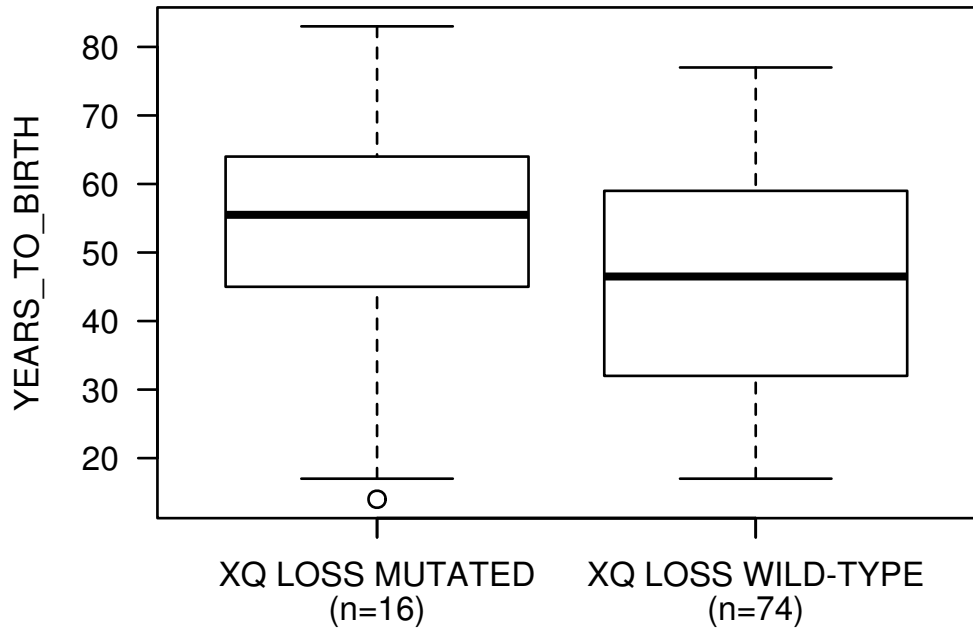 YEARS_TO_BIRTH
80
70
60
50
40
30
20
XQ LOSS MUTATED
(n=16)
XQ LOSS WILD-TYPE
(n=74)